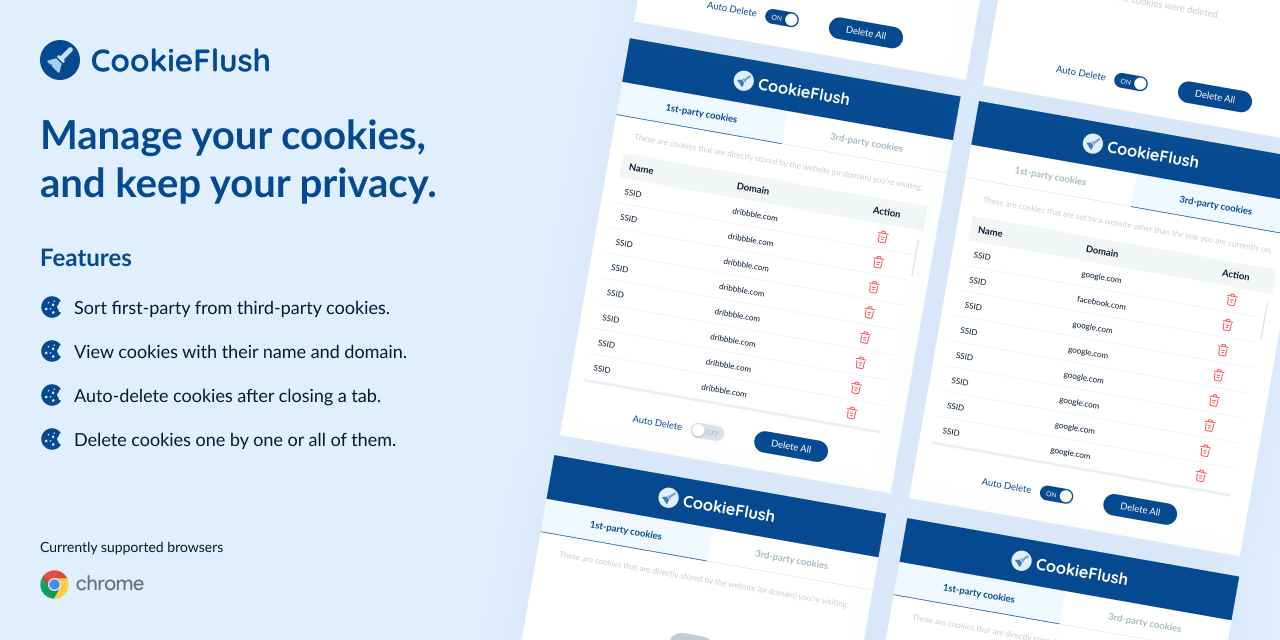 CookieFlush
Manage your cookies,
and keep your privacy.
Features
Sort first-party from third-party cookies.
View cookies with their name and domain.
Auto-delete cookies after closing a tab.
Delete cookies one by one or all of them.
Currently supported browsers
chrome
Auto Delete ON Delete All
cookies were deleted
Auto Delete ON Delete All
CookieFlush
1st-party cookies 3rd-party cookies
These are cookies that are directly stored by the website (or domain) you're visiting.
Name Domain Action
SSID dribbble.com
SSID dribbble.com
SSID dribbble.com
SSID dribbble.com
SSID dribbble.com
SSID dribbble.com
SSID dribbble.com
SSID dribbble.com
Auto Delete OFF Delete All
CookieFlush
1st-party cookies 3rd-party cookies
These are cookies that are set by a website other than the one you are currently on.
Name Domain Action
SSID google.com
SSID facebook.com
SSID google.com
SSID google.com
SSID google.com
SSID google.com
SSID google.com
SSID google.com
Auto Delete ON Delete All
CookieFlush
1st-party cookies 3rd-party cookies
These are cookies that are directly stored by the website (or domain) you're visiting.
CookieFlush
1st-party cookies 3rd-party cookies
These are cookies that are directly stored by the website (or domain)